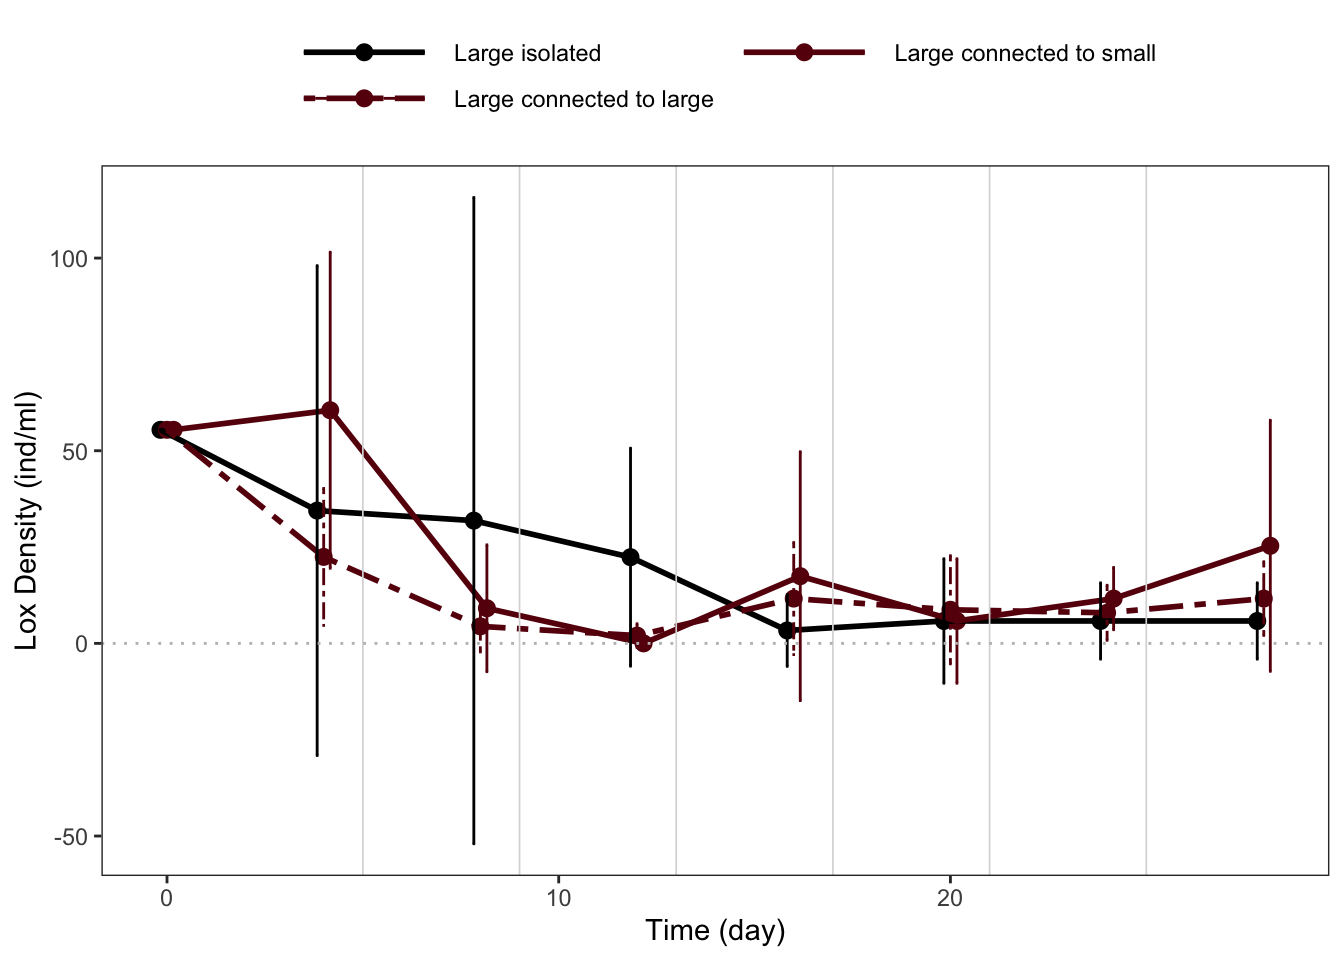 Large isolated
Large connected to small
Large connected to large
Lox Density (ind/ml)
100
50
0
-50
0
10
20
Time (day)